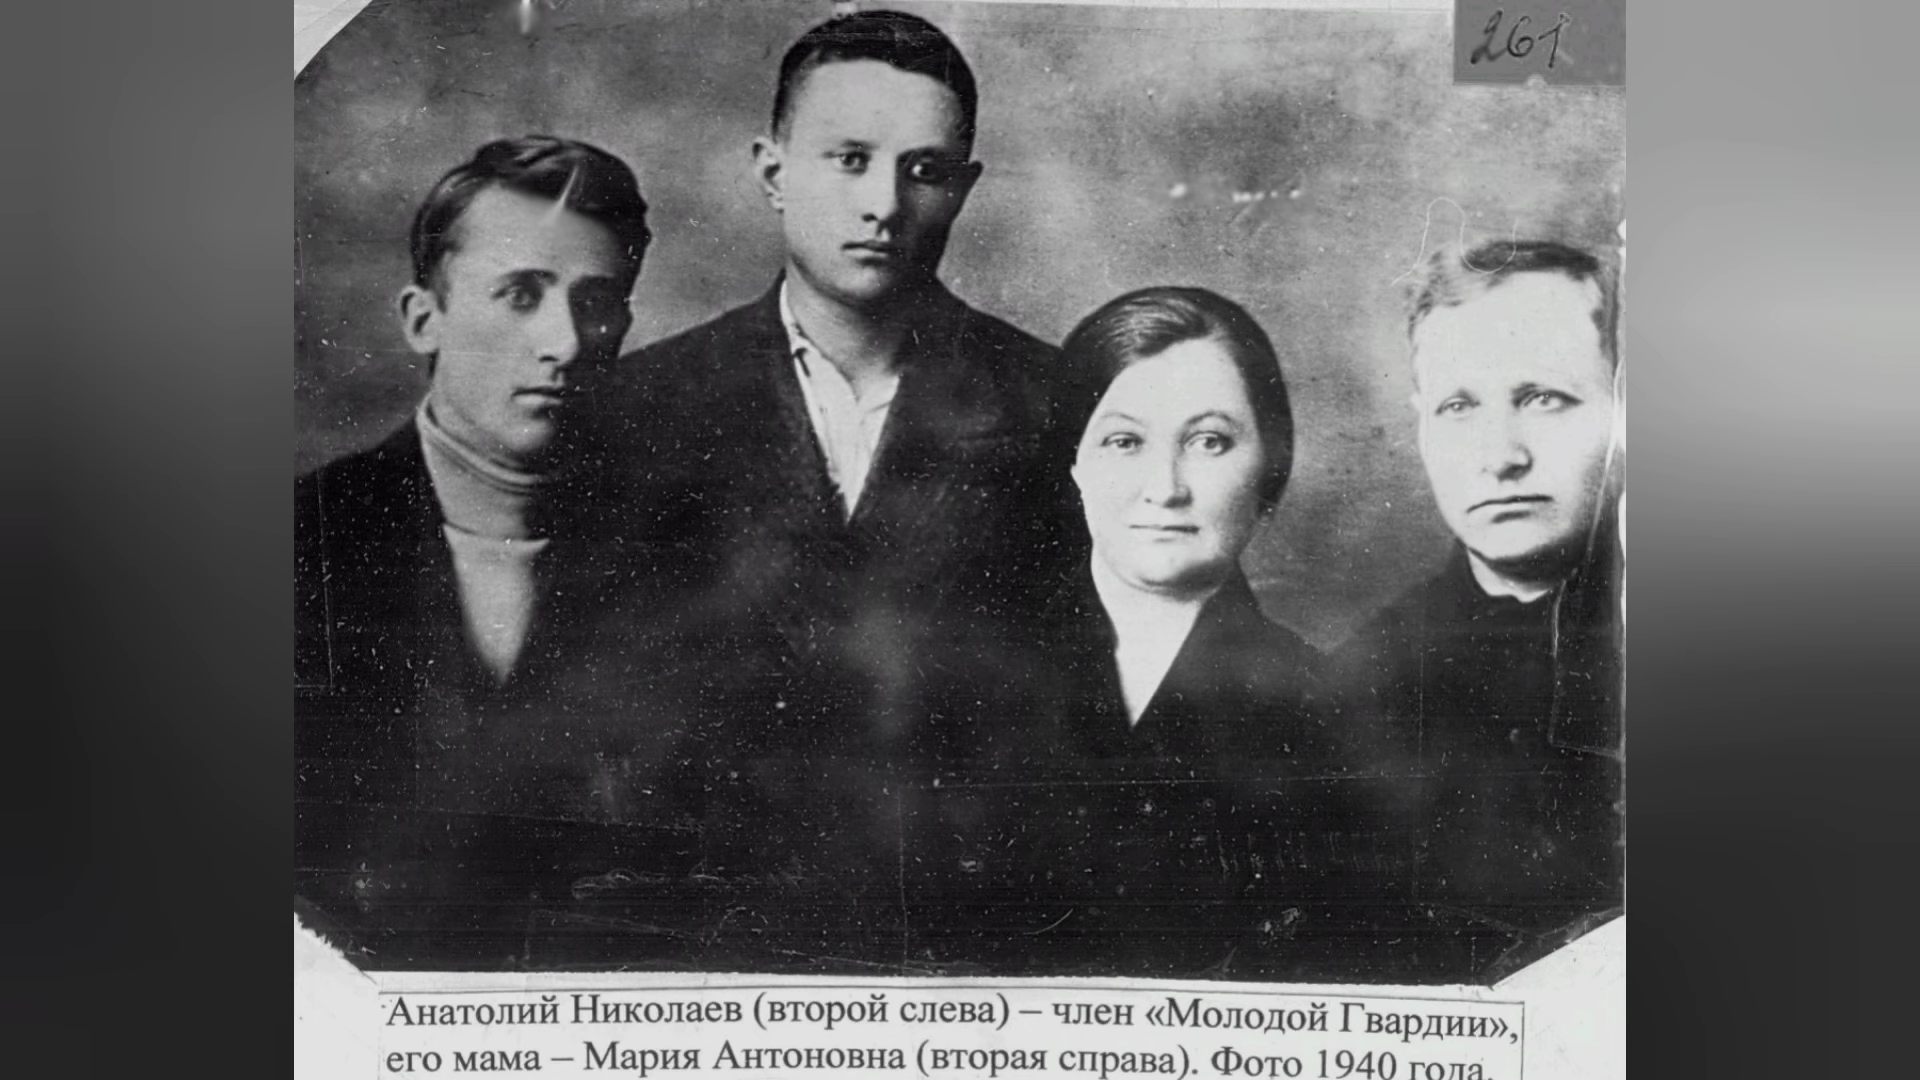 261
Анатолий Николаев (второй слева) – член «Молодой Гвардии»,
его мама – Мария Антоновна (вторая справа). Фото 1940 года.